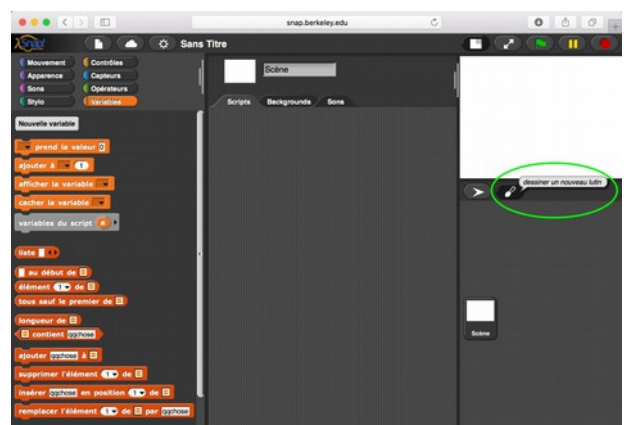 snap.berkeley.edu
Snap!
Sans Titre
Mouvement
Contrôles
Apparence
Capteurs
Sons
Opérateurs
Stylo
Variables
Scène
Scripts
Backgrounds
Sons
Nouvelle variable
prend la valeur 0
ajouter à 1
afficher la variable
cacher la variable
variables du script a
liste
au début de
élément 1 de
tous sauf le premier de
longueur de
contient qqchose
ajouter qqchose à
supprimer l'élément 1 de
insérer qqchose en position 1 de
remplacer l'élément 1 de par qqchose
dessiner un nouveau lutin
Scène